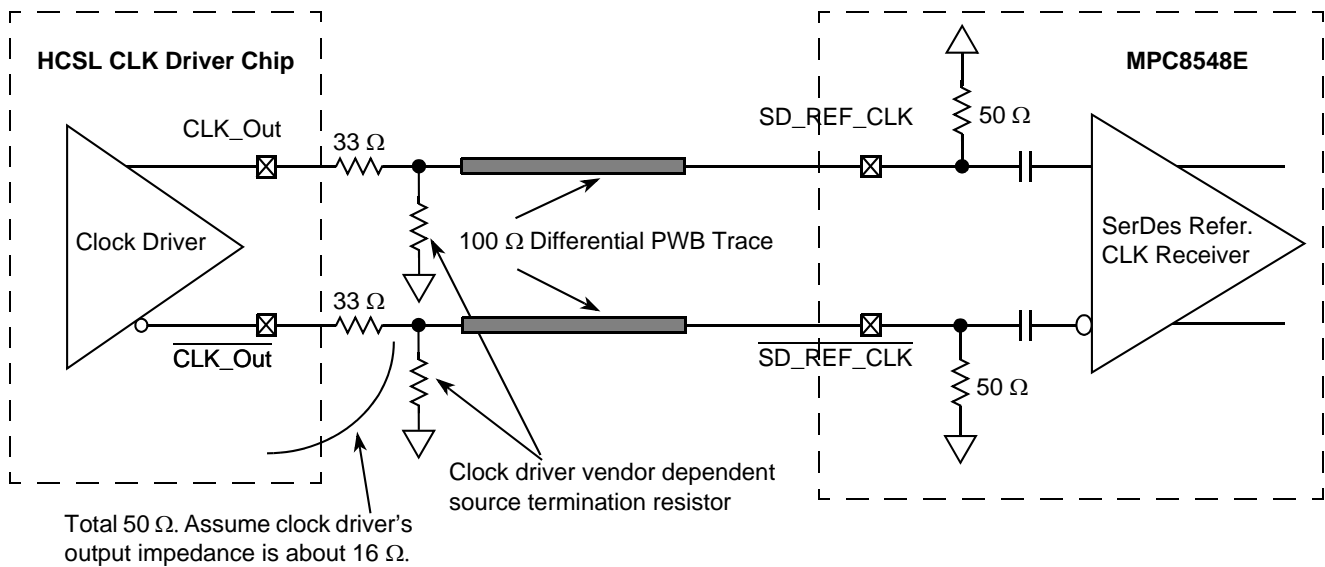 HCSL CLK Driver Chip
MPC8548E
CLK_Out
33 Ω
SD_REF_CLK
50 Ω
Clock Driver
100 Ω Differential PWB Trace
SerDes Refer.
CLK Receiver
33 Ω
CLK_Out
SD_REF_CLK
50 Ω
Clock driver vendor dependent
source termination resistor
Total 50 Ω. Assume clock driver's
output impedance is about 16 Ω.